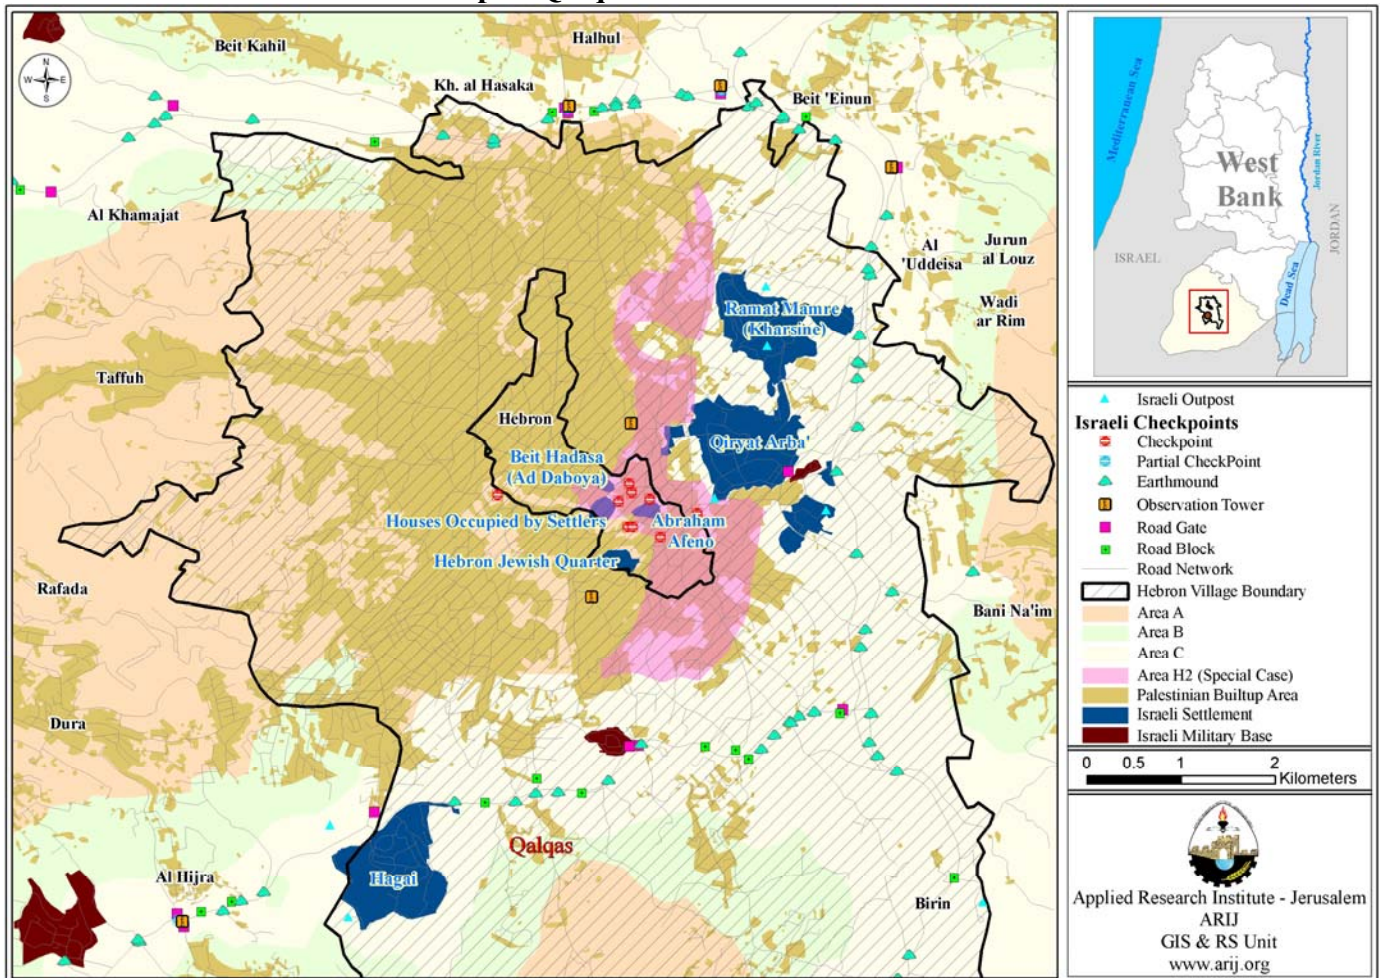 N
W E
S
Beit Kahil
Halhul
Kh. al Hasaka
Beit 'Einun
Al Khamajat
Al
'Uddeisa
Jurun
al Louz
Wadi
ar Rim
Ramat Mamre
(Kharsine)
Taffuh
Hebron
Qiryat Arba'
Beit Hadasa
(Ad Daboya)
Houses Occupied by Settlers
Abraham
Afeno
Hebron Jewish Quarter
Rafada
Bani Na'im
Dura
Qalqas
Hagai
Al Hijra
Birin
Mediterranean Sea
West
Bank
Jordan River
JORDAN
ISRAEL
Dead Sea
Israeli Outpost
Israeli Checkpoints
Checkpoint
Partial CheckPoint
Earthmound
Observation Tower
Road Gate
Road Block
Road Network
Hebron Village Boundary
Area A
Area B
Area C
Area H2 (Special Case)
Palestinian Builtup Area
Israeli Settlement
Israeli Military Base
0 0.5 1 2
Kilometers
Applied Research Institute - Jerusalem
ARIJ
GIS & RS Unit
www.arij.org